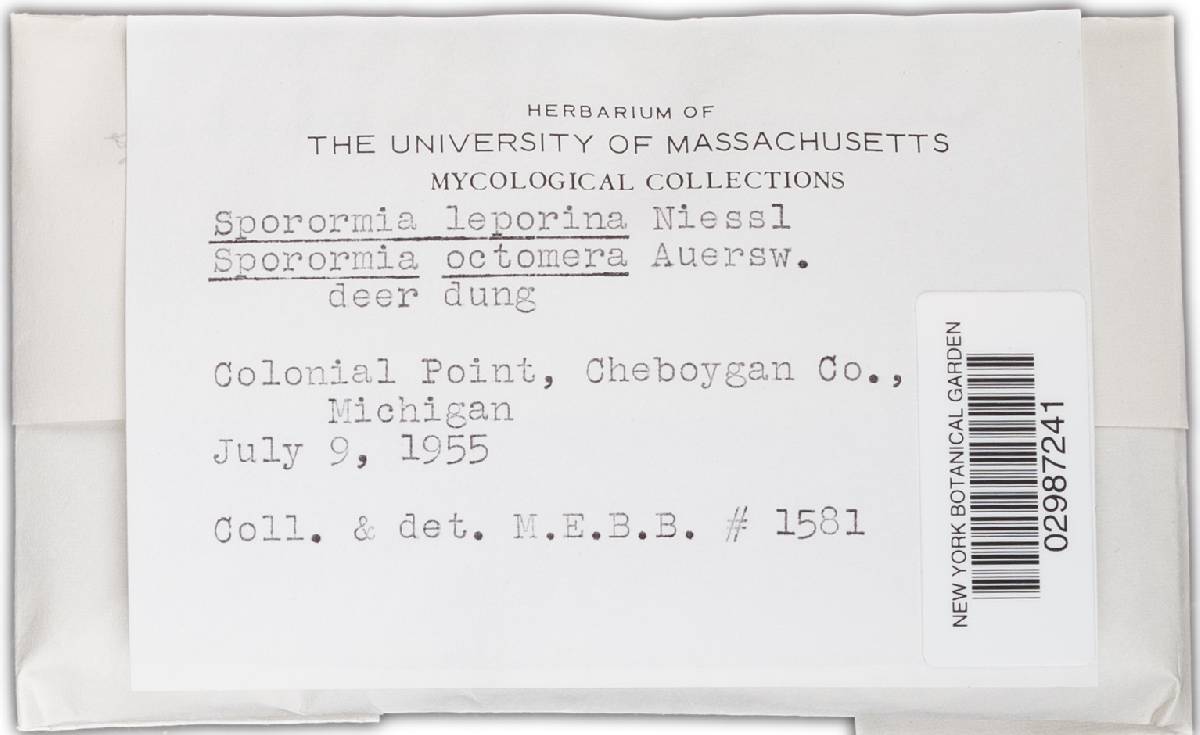 HERBARIUM OF
THE UNIVERSITY OF MASSACHUSETTS
MYCOLOGICAL COLLECTIONS
Sporormia leporina Niessl
Sporormia octomera Auersw.
deer dung
Colonial Point, Cheboygan Co.,
Michigan
July 9, 1955
Coll. & det. M.E.B.B. # 1581
NEW YORK BOTANICAL GARDEN
02987241